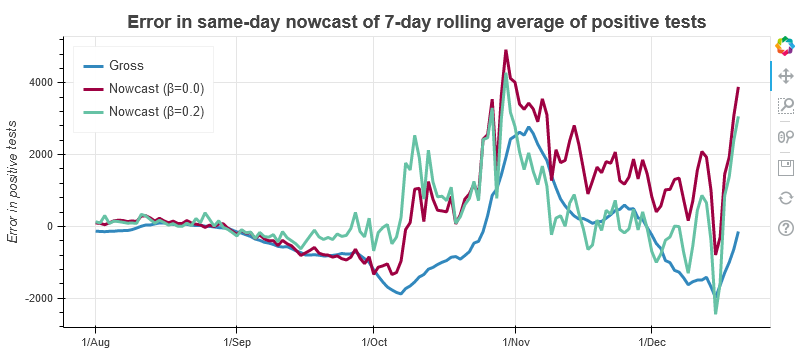 Error in same-day nowcast of 7-day rolling average of positive tests
Gross
Nowcast (β=0.0)
Nowcast (β=0.2)
4000
2000
0
-2000
Error in positive tests
1/Aug
1/Sep
1/Oct
1/Nov
1/Dec